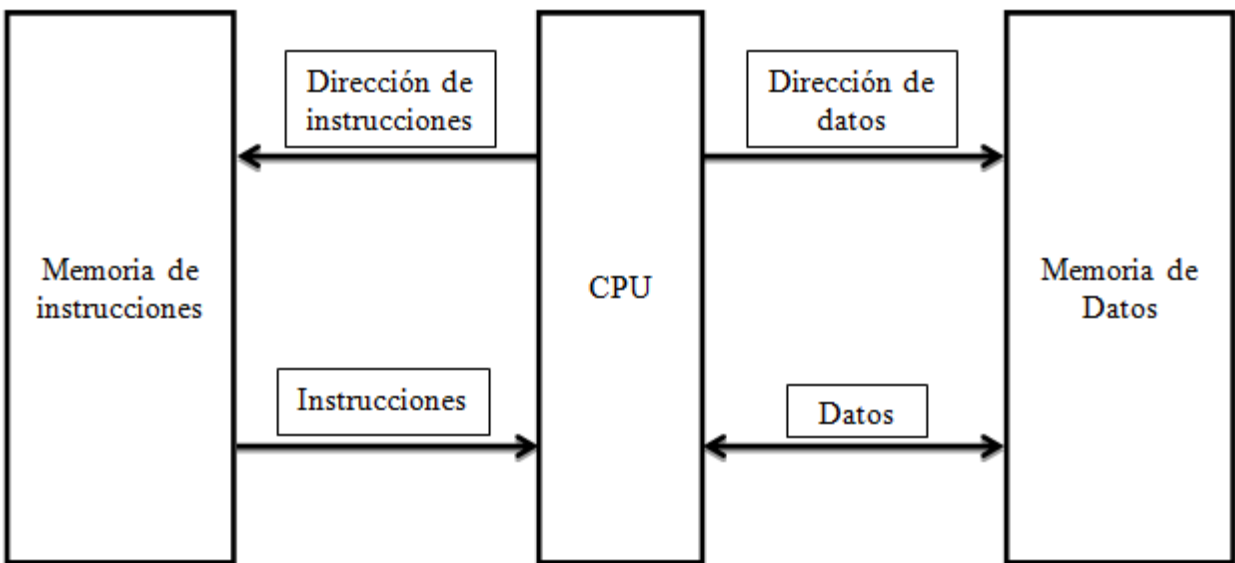 Dirección de
instrucciones
Dirección de
datos
Memoria de
instrucciones
CPU
Memoria de
Datos
Instrucciones
Datos